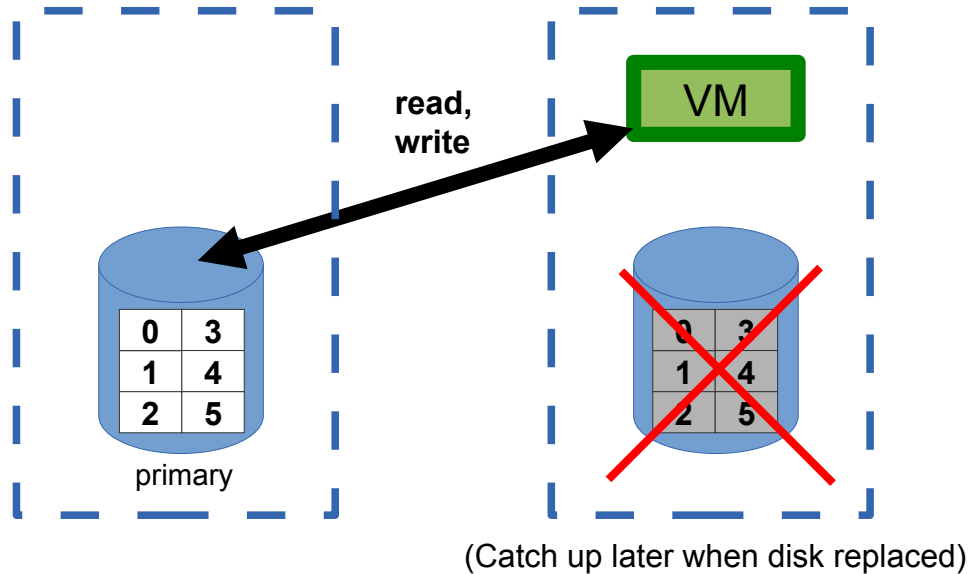 read,
write
VM
0 3
1 4
2 5
primary
0 3
1 4
2 5
(Catch up later when disk replaced)